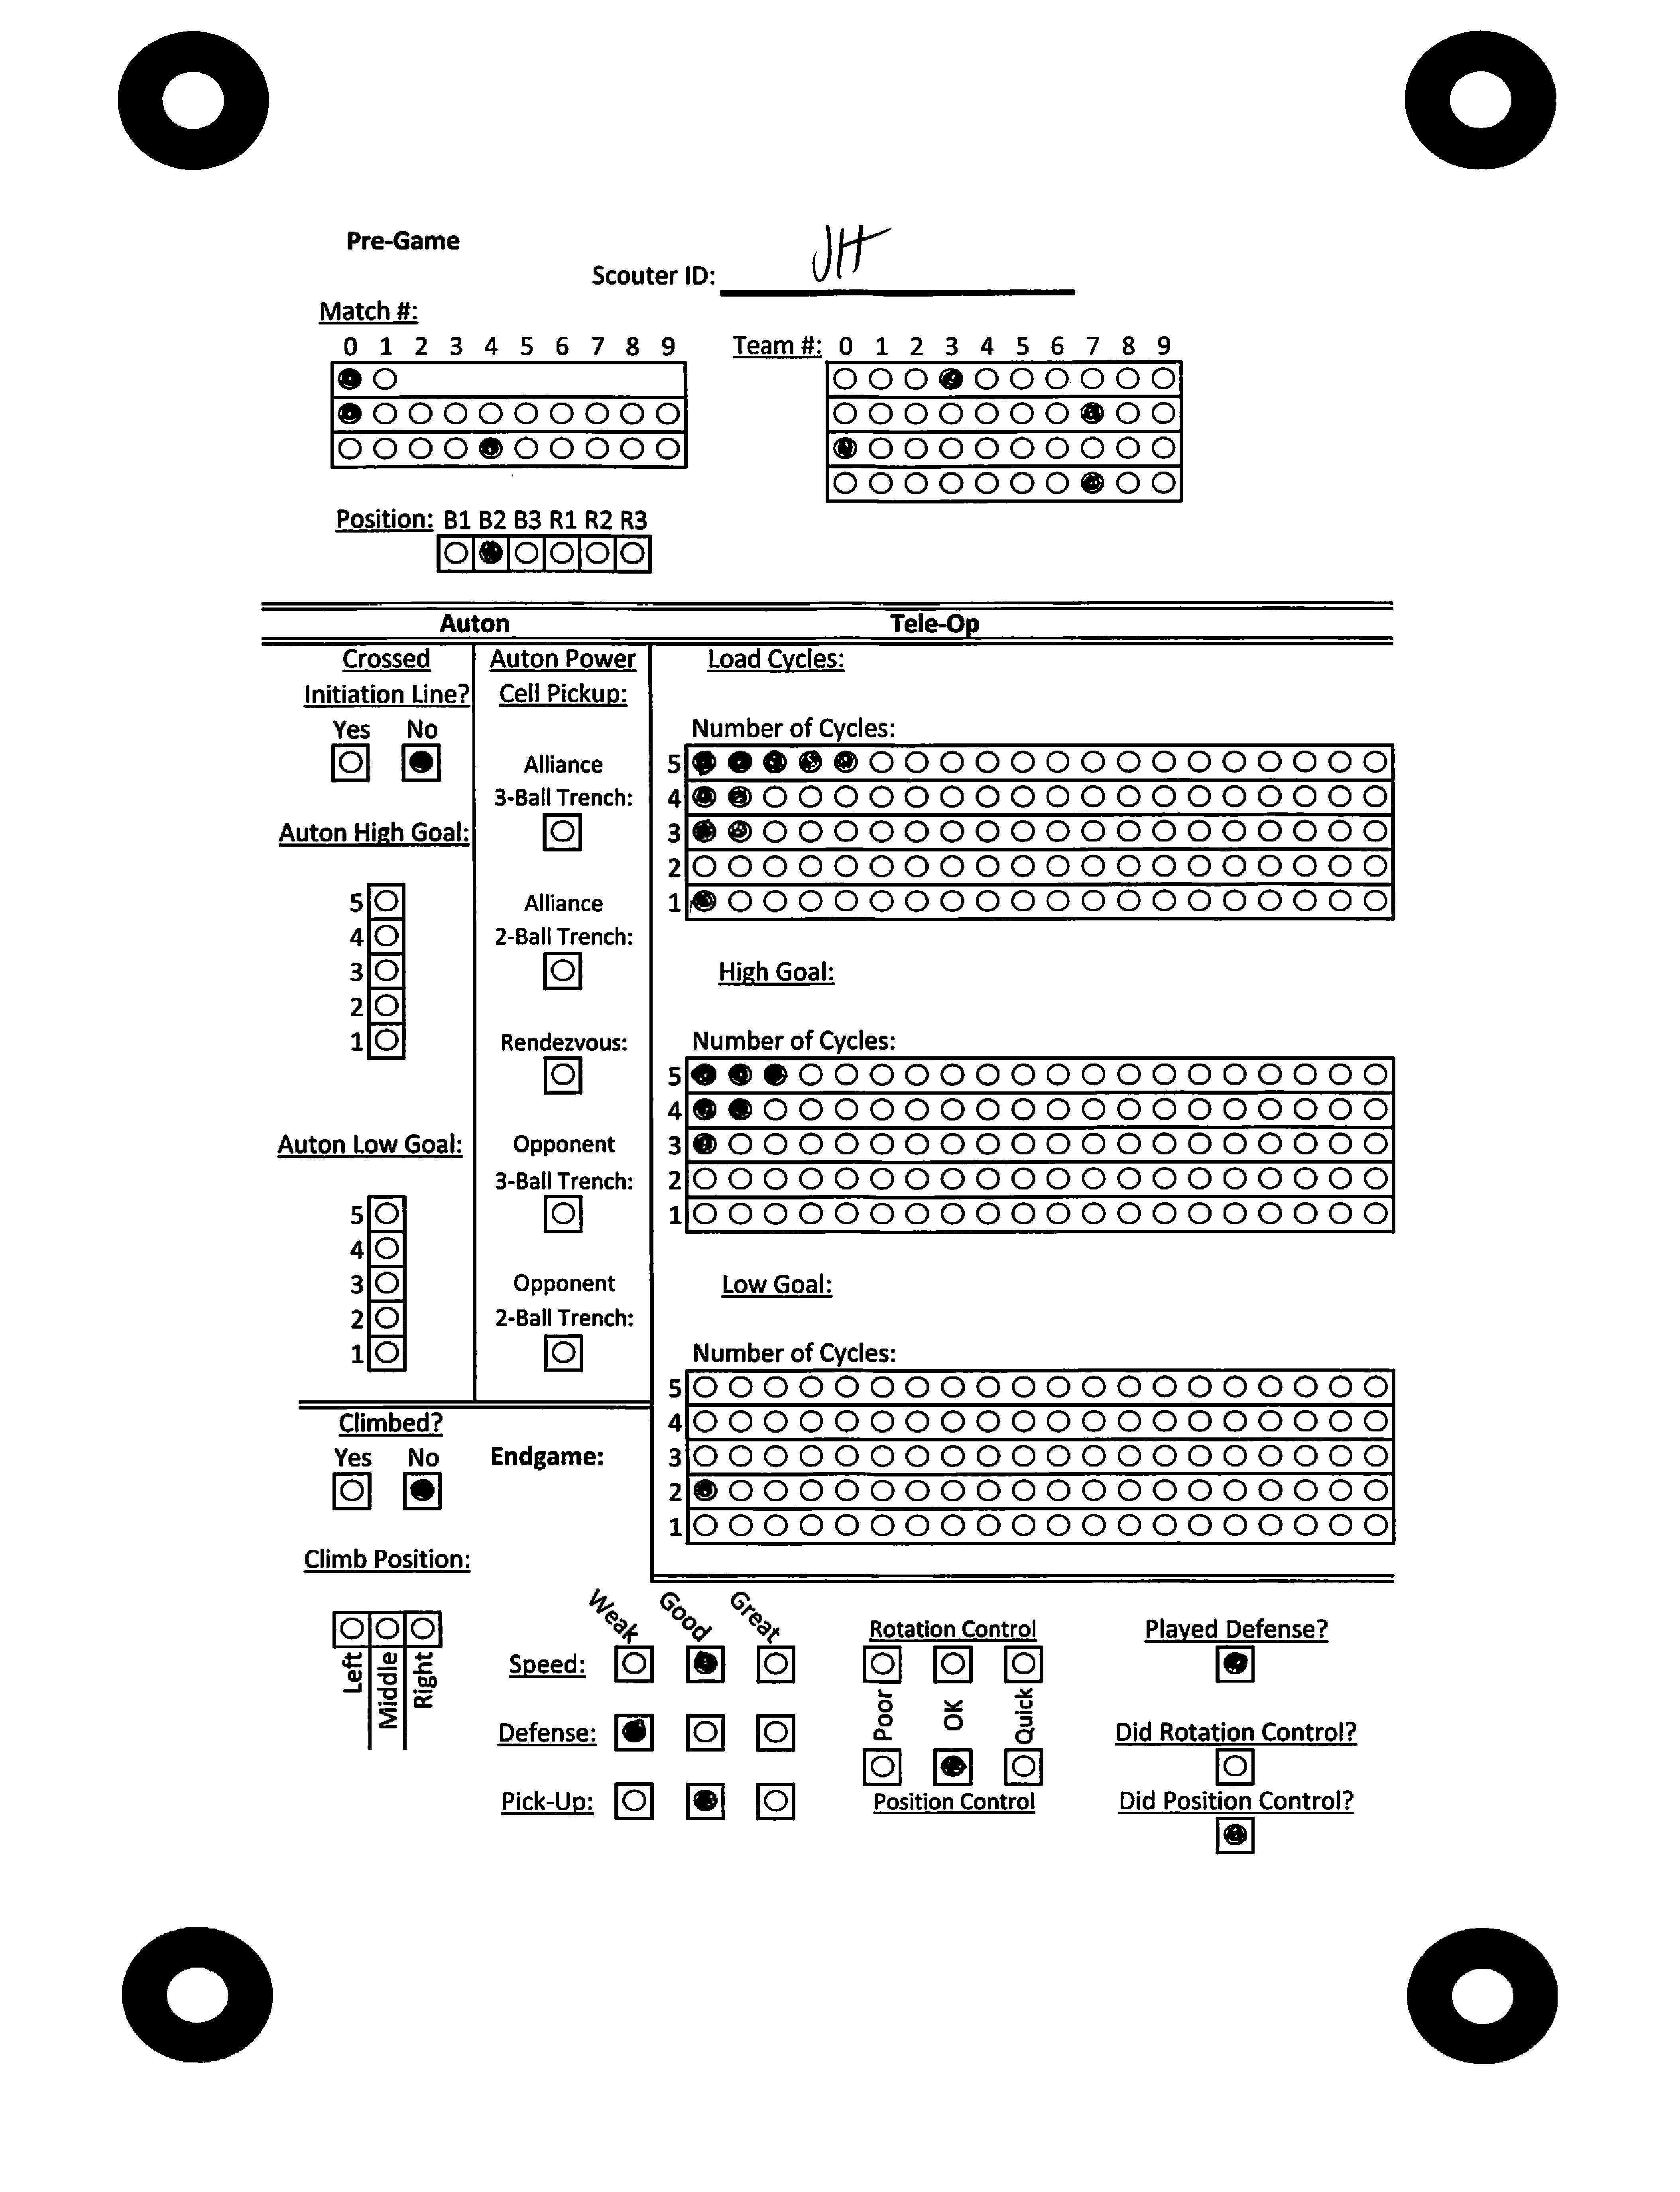 Pre-Game
Scouter ID: JH
Match #:
0 1 2 3 4 5 6 7 8 9
Team #: 0 1 2 3 4 5 6 7 8 9
Position: B1 B2 B3 R1 R2 R3
Auton
Tele-Op
Crossed
Initiation Line?
Yes No
Auton High Goal:
5
4
3
2
1
Auton Low Goal:
5
4
3
2
1
Auton Power
Cell Pickup:
Alliance
3-Ball Trench:
Alliance
2-Ball Trench:
Rendezvous:
Opponent
3-Ball Trench:
Opponent
2-Ball Trench:
Load Cycles:
Number of Cycles:
5
4
3
2
1
High Goal:
Number of Cycles:
5
4
3
2
1
Low Goal:
Number of Cycles:
5
4
3
2
1
Climbed?
Yes No
Endgame:
Climb Position:
Left
Middle
Right
Weak Good Great
Speed:
Defense:
Pick-Up:
Rotation Control
Poor OK Quick
Position Control
Played Defense?
Did Rotation Control?
Did Position Control?